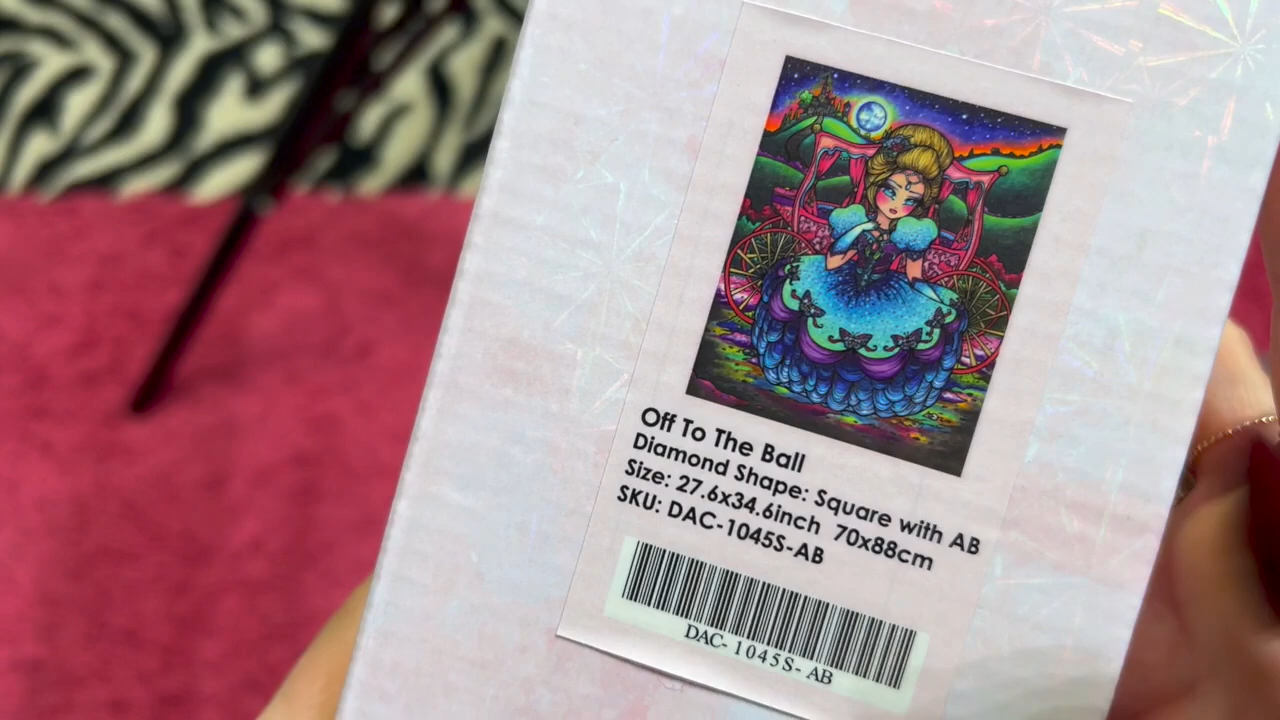 Off To The Ball
Diamond Shape: Square with AB
Size: 27.6x34.6inch 70x88cm
SKU: DAC-1045S-AB
DAC-1045S-AB